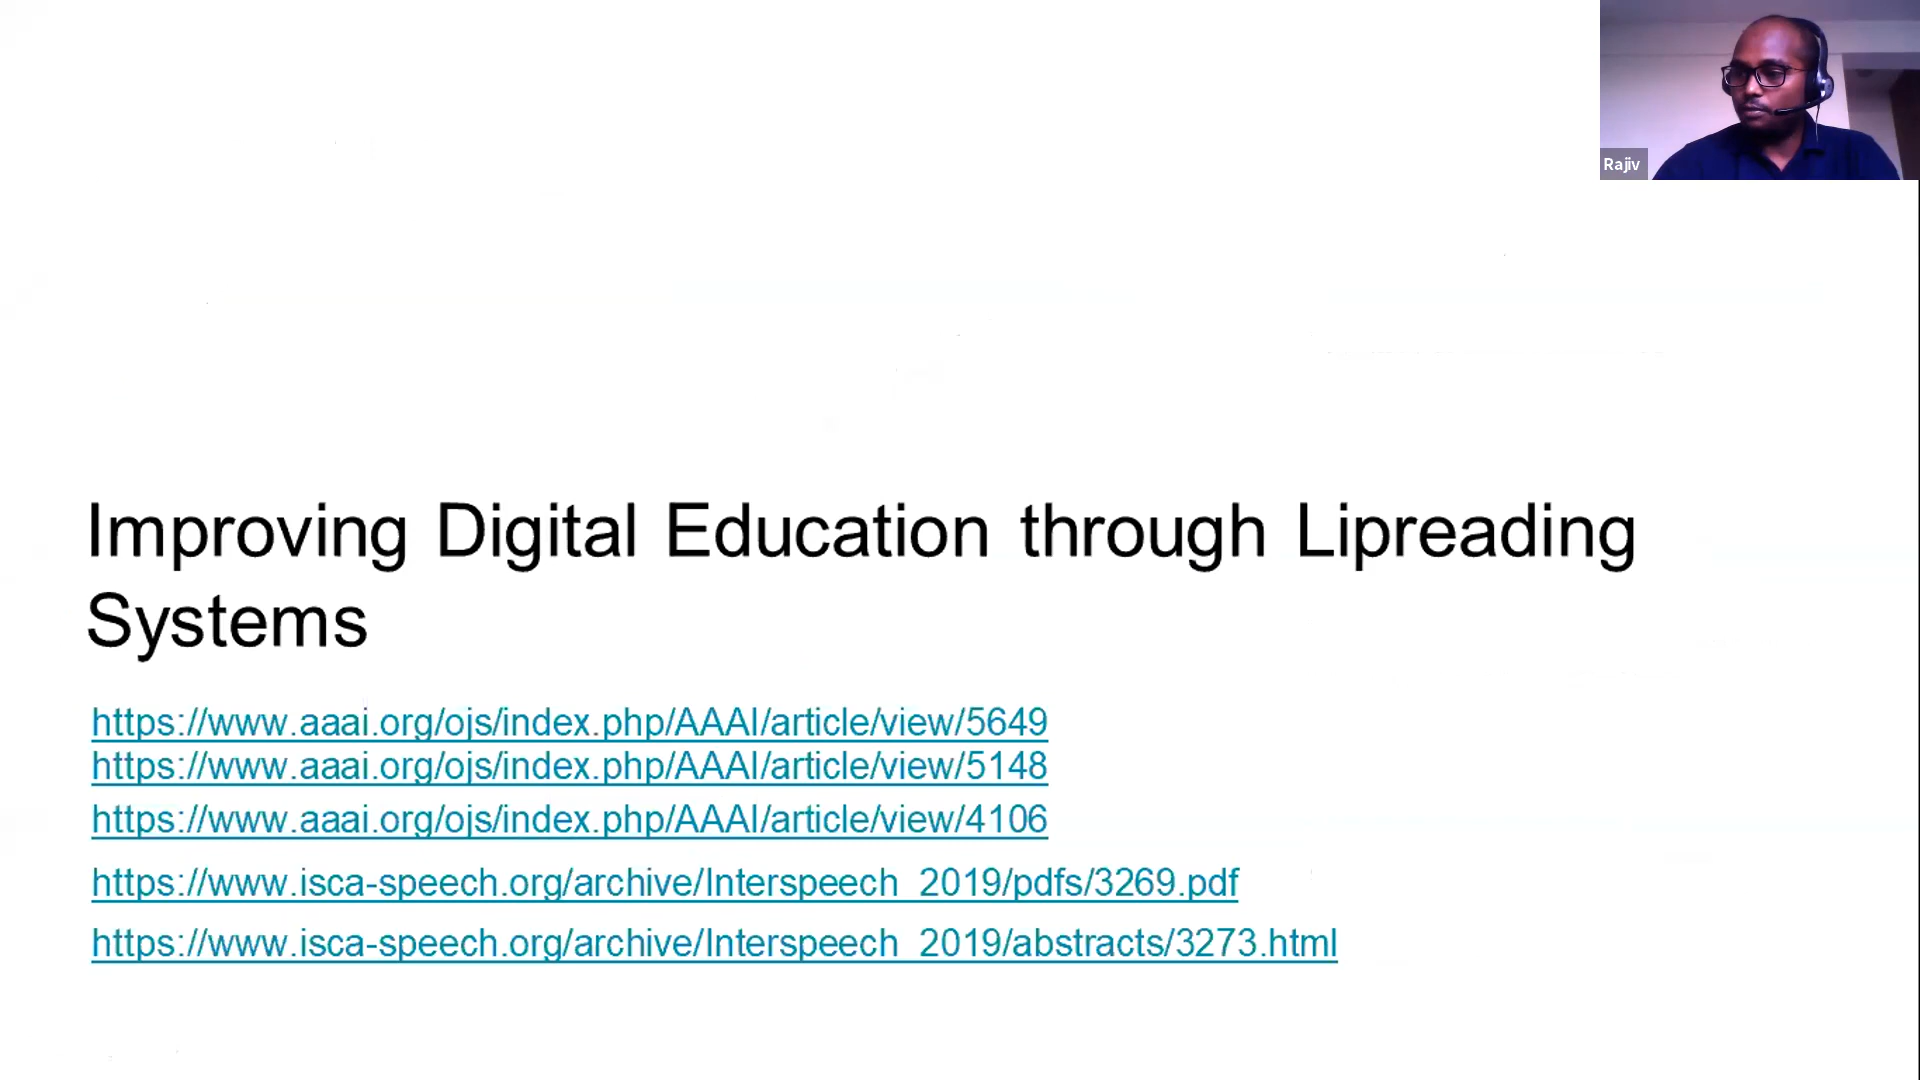 Rajiv
Improving Digital Education through Lipreading
Systems
https://www.aaai.org/ojs/index.php/AAAI/article/view/5649
https://www.aaai.org/ojs/index.php/AAAI/article/view/5148
https://www.aaai.org/ojs/index.php/AAAI/article/view/4106
https://www.isca-speech.org/archive/Interspeech_2019/pdfs/3269.pdf
https://www.isca-speech.org/archive/Interspeech_2019/abstracts/3273.html